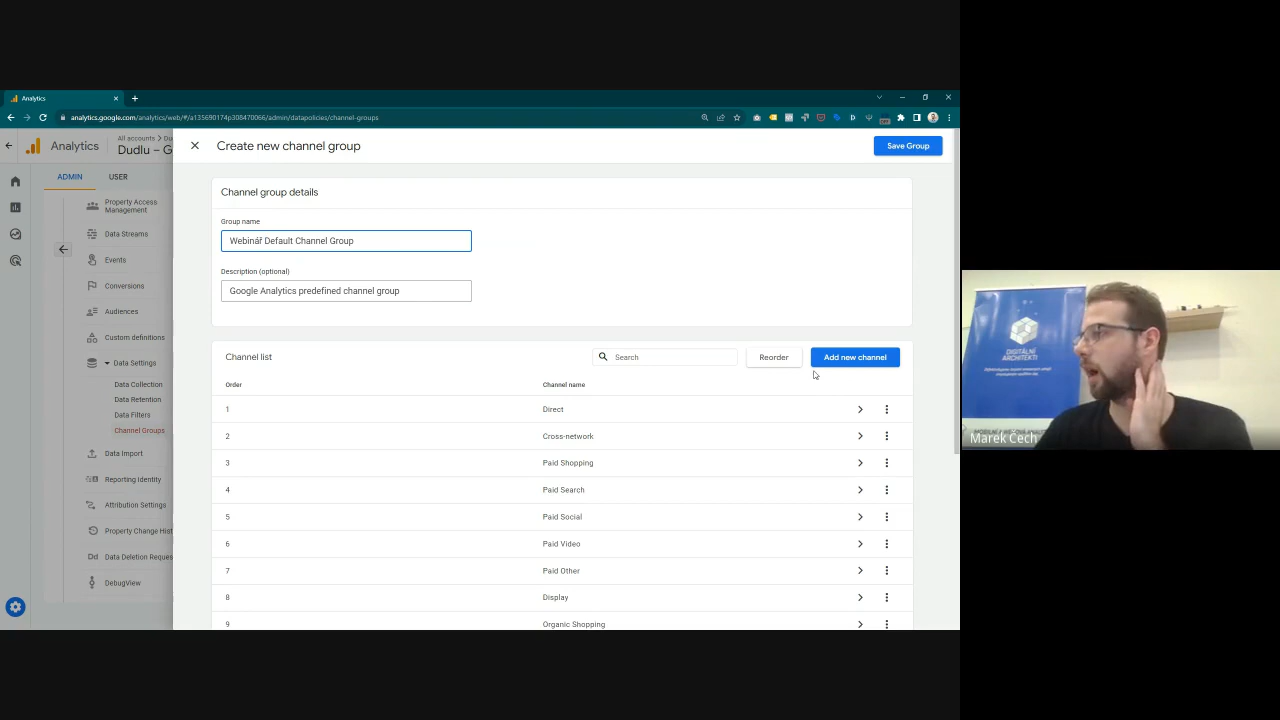 Analytics
analytics.google.com/analytics/web/#/a135690174p308470066/admin/datapolicies/channel-groups
Analytics
All accounts > Du
Dudlu – G
Create new channel group
Save Group
ADMIN
USER
Property Access
Management
Data Streams
Events
Conversions
Audiences
Custom definitions
Data Settings
Data Collection
Data Retention
Data Filters
Channel Groups
Data Import
Reporting Identity
Attribution Settings
Property Change Hist
Dd Data Deletion Reque
DebugView
Channel group details
Group name
Webinář Default Channel Group
Description (optional)
Google Analytics predefined channel group
Channel list
Search
Reorder
Add new channel
Order
Channel name
1 Direct
2 Cross-network
3 Paid Shopping
4 Paid Search
5 Paid Social
6 Paid Video
7 Paid Other
8 Display
9 Organic Shopping
DIGITÁLNÍ
ARCHITEKTI
Marek Čech